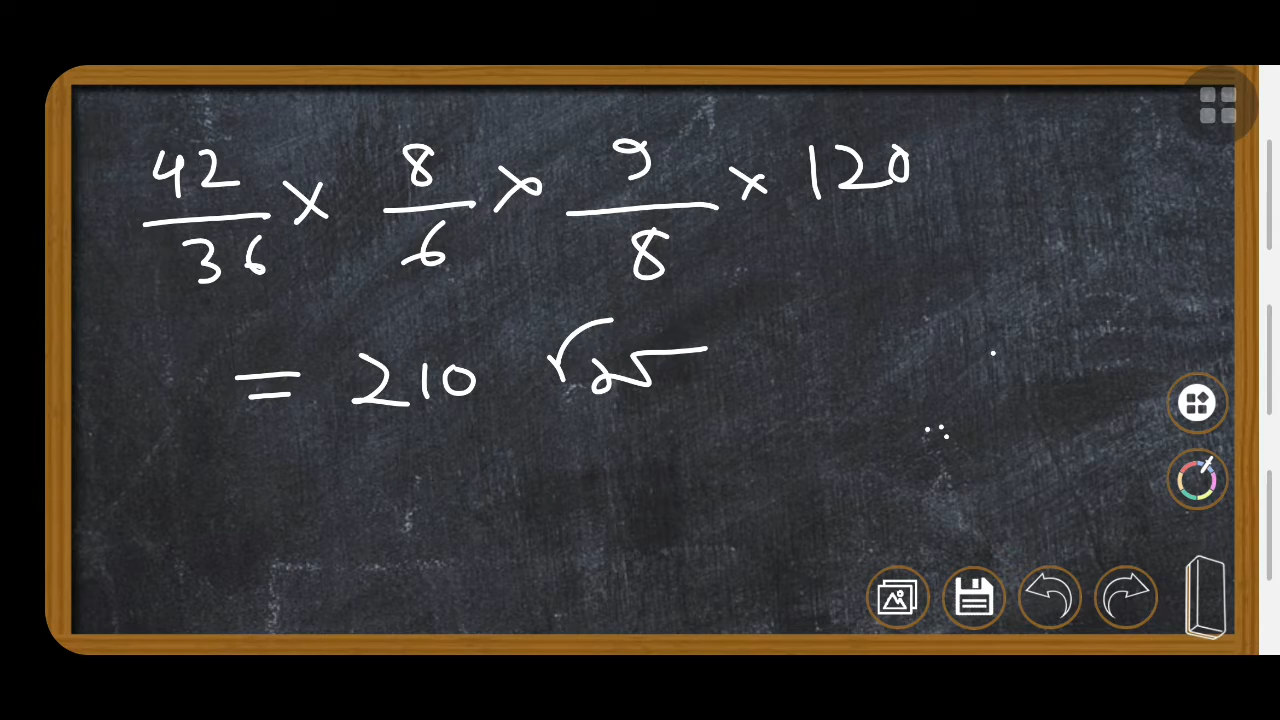 42/36 × 8/6 × 9/8 × 120
= 210